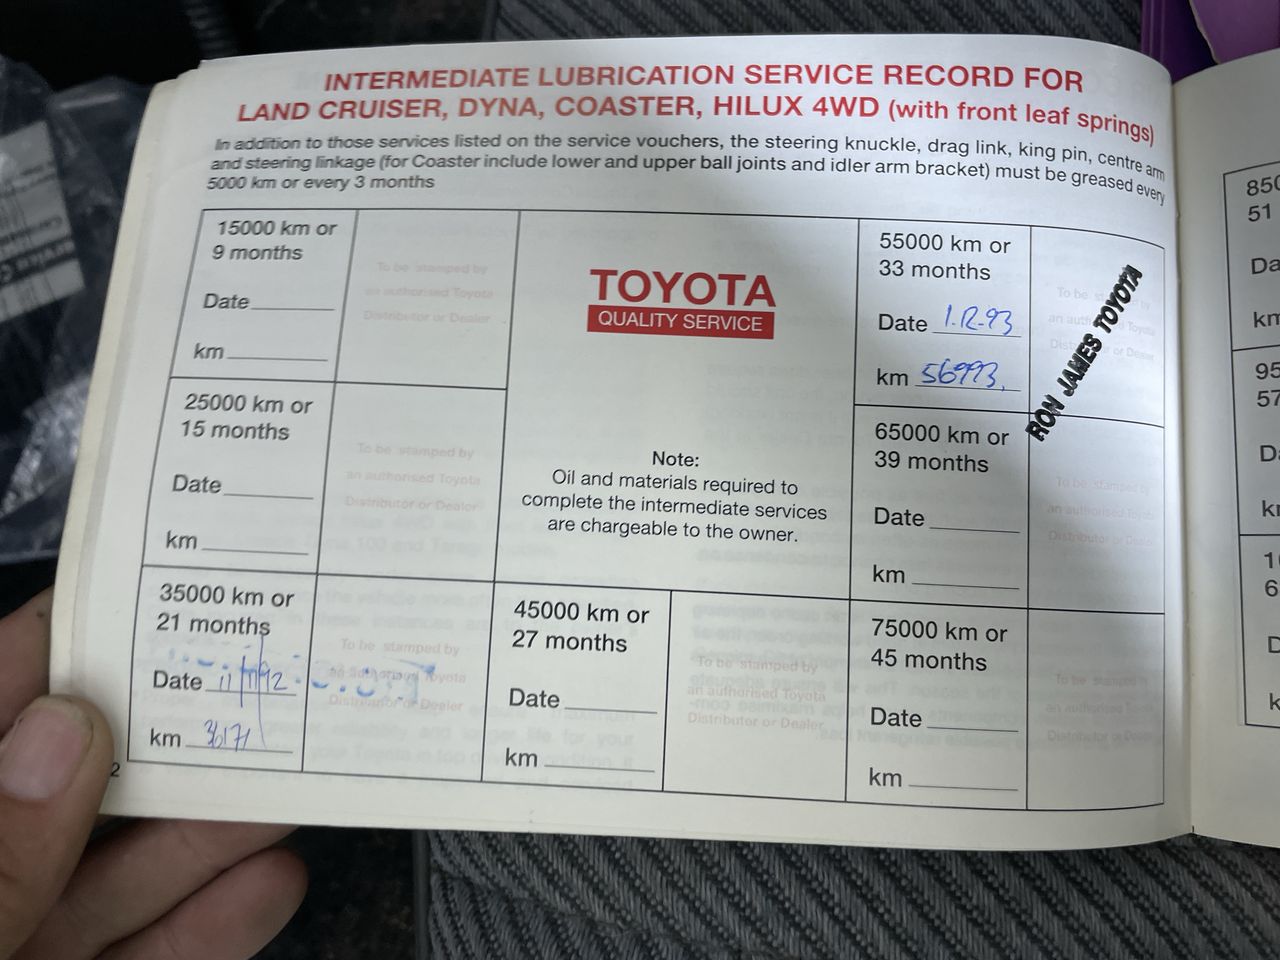 INTERMEDIATE LUBRICATION SERVICE RECORD FOR
LAND CRUISER, DYNA, COASTER, HILUX 4WD (with front leaf springs)
In addition to those services listed on the service vouchers, the steering knuckle, drag link, king pin, centre arm
and steering linkage (for Coaster include lower and upper ball joints and idler arm bracket) must be greased every
5000 km or every 3 months
15000 km or
9 months
Date
km
To be stamped by
an authorised Toyota
Distributor or Dealer
25000 km or
15 months
Date
km
To be stamped by
an authorised Toyota
Distributor or Dealer
35000 km or
21 months
Date 11/11/92
km 36171
To be stamped by
an authorised Toyota
Distributor or Dealer
TOYOTA
QUALITY SERVICE
Note:
Oil and materials required to
complete the intermediate services
are chargeable to the owner.
45000 km or
27 months
Date
km
To be stamped by
an authorised Toyota
Distributor or Dealer
55000 km or
33 months
Date 1.12.93
km 56993
To be stamped by
an authorised Toyota
Distributor or Dealer
RON JAMES TOYOTA
65000 km or
39 months
Date
km
To be stamped by
an authorised Toyota
Distributor or Dealer
75000 km or
45 months
Date
km
To be stamped by
an authorised Toyota
Distributor or Dealer
2
850
51
Da
km
95
57
D
k
1
6
D
k